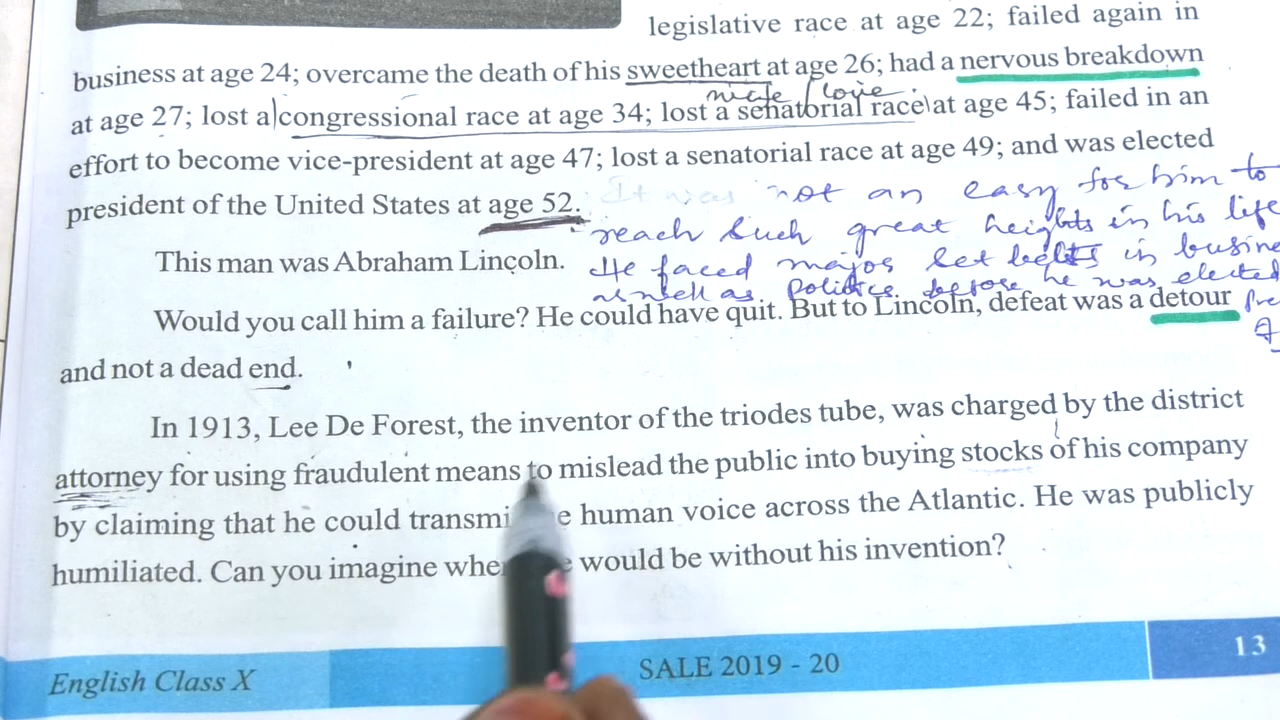 legislative race at age 22; failed again in
business at age 24; overcame the death of his sweetheart at age 26; had a nervous breakdown
love
at age 27; lost a congressional race at age 34; lost a senatorial race at age 45; failed in an
effort to become vice-president at age 47; lost a senatorial race at age 49; and was elected
It was not an easy for him to
president of the United States at age 52.
reach such great heights in his life
This man was Abraham Lincoln.
He faced major set in busine
as well as before he was elected
Would you call him a failure? He could have quit. But to Lincoln, defeat was a detour
pre
and not a dead end.
In 1913, Lee De Forest, the inventor of the triodes tube, was charged by the district
attorney for using fraudulent means to mislead the public into buying stocks of his company
by claiming that he could transmi e human voice across the Atlantic. He was publicly
humiliated. Can you imagine whe e would be without his invention?
English Class X
SALE 2019 - 20
13